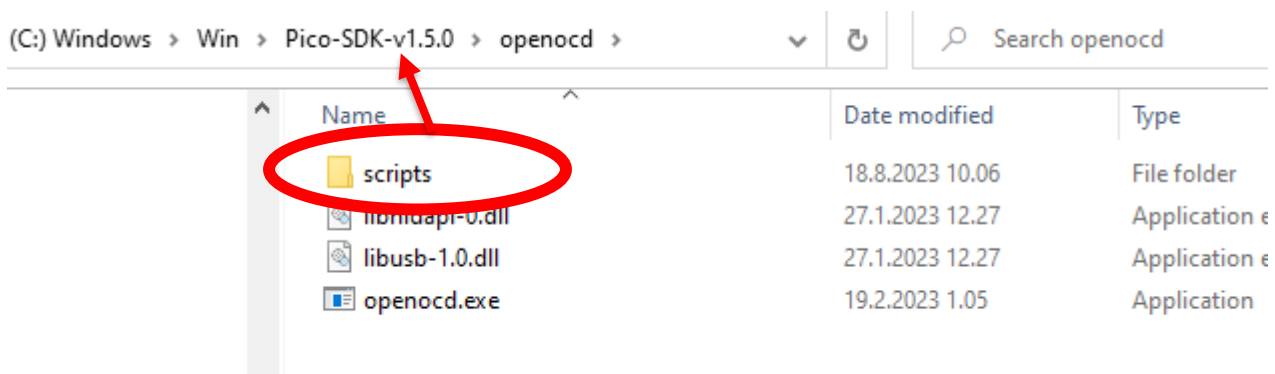 (C:) Windows > Win > Pico-SDK-v1.5.0 > openocd > Search openocd
Name Date modified Type
scripts 18.8.2023 10.06 File folder
libhidapi-0.dll 27.1.2023 12.27 Application e
libusb-1.0.dll 27.1.2023 12.27 Application e
openocd.exe 19.2.2023 1.05 Application